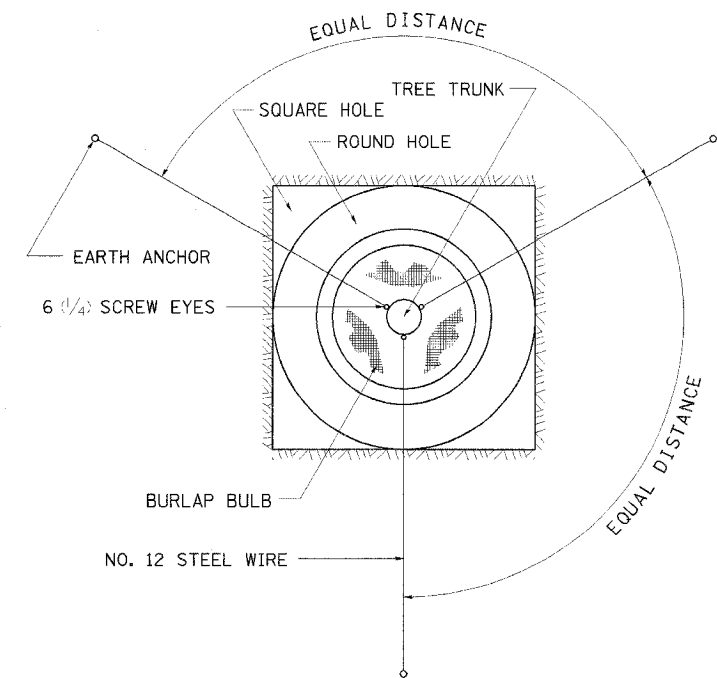 EQUAL DISTANCE
TREE TRUNK
SQUARE HOLE
ROUND HOLE
EARTH ANCHOR
6 (1/4) SCREW EYES
BURLAP BULB
EQUAL DISTANCE
NO. 12 STEEL WIRE